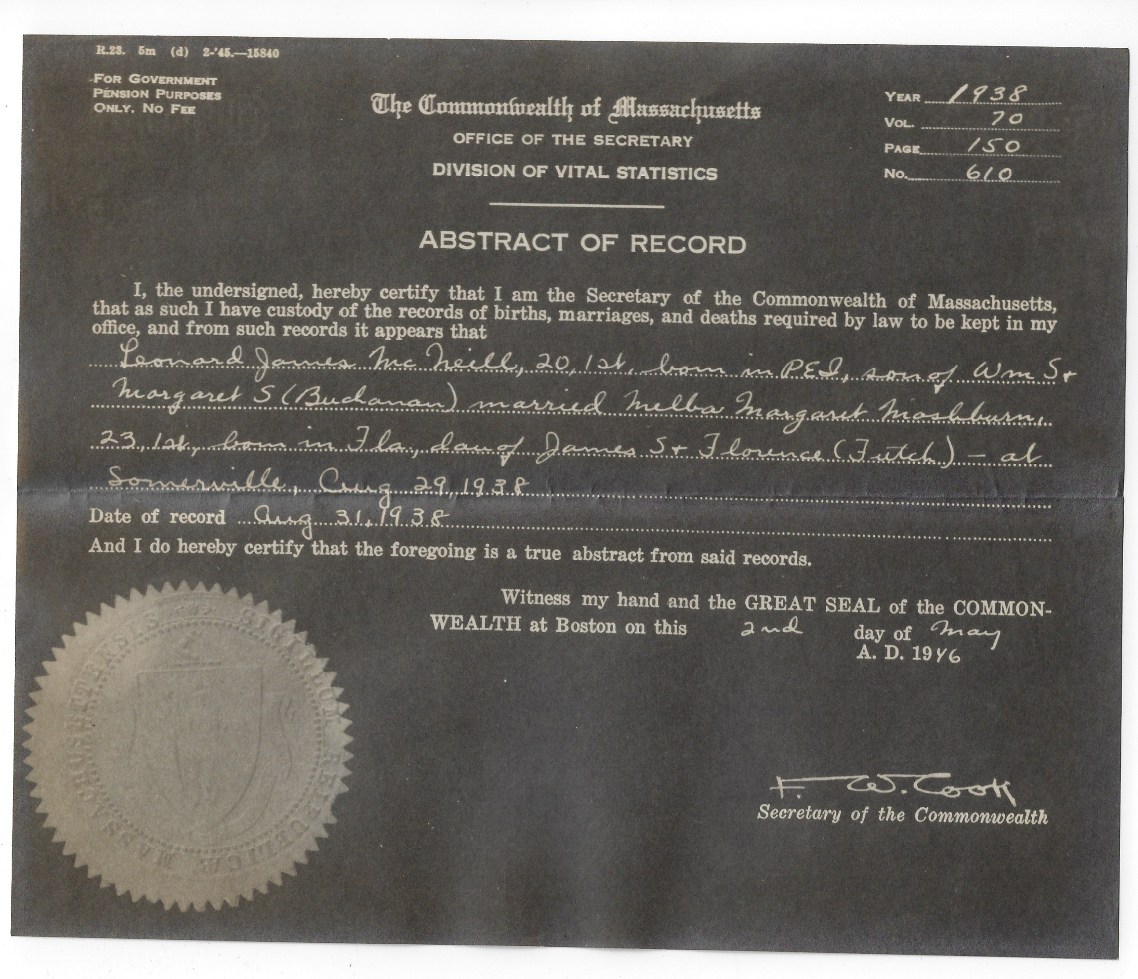 R.23. 5m (d) 2-'45.—15840
FOR GOVERNMENT
PENSION PURPOSES
ONLY. NO FEE
The Commonwealth of Massachusetts
OFFICE OF THE SECRETARY
DIVISION OF VITAL STATISTICS
YEAR 1938
VOL. 70
PAGE 150
No. 610
ABSTRACT OF RECORD
I, the undersigned, hereby certify that I am the Secretary of the Commonwealth of Massachusetts,
that as such I have custody of the records of births, marriages, and deaths required by law to be kept in my
office, and from such records it appears that
Leonard James McNeill, 20, 1st, born in P.E.I., son of Wm S +
Margaret S (Buchanan) married Melba Margaret Mashburn,
23, 1st, born in Fla., dau of James S + Florence (Futch) — at
Somerville, Aug 29, 1938
Date of record Aug 31, 1938
And I do hereby certify that the foregoing is a true abstract from said records.
Witness my hand and the GREAT SEAL of the COMMON-
WEALTH at Boston on this 2nd day of May
A. D. 1946
F. W. Cook
Secretary of the Commonwealth